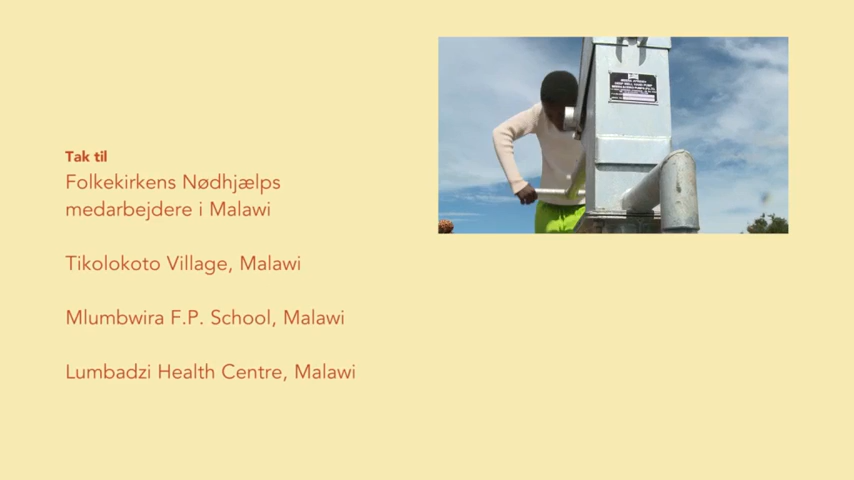 Tak til
Folkekirkens Nødhjælps
medarbejdere i Malawi
Tikolokoto Village, Malawi
Mlumbwira F.P. School, Malawi
Lumbadzi Health Centre, Malawi